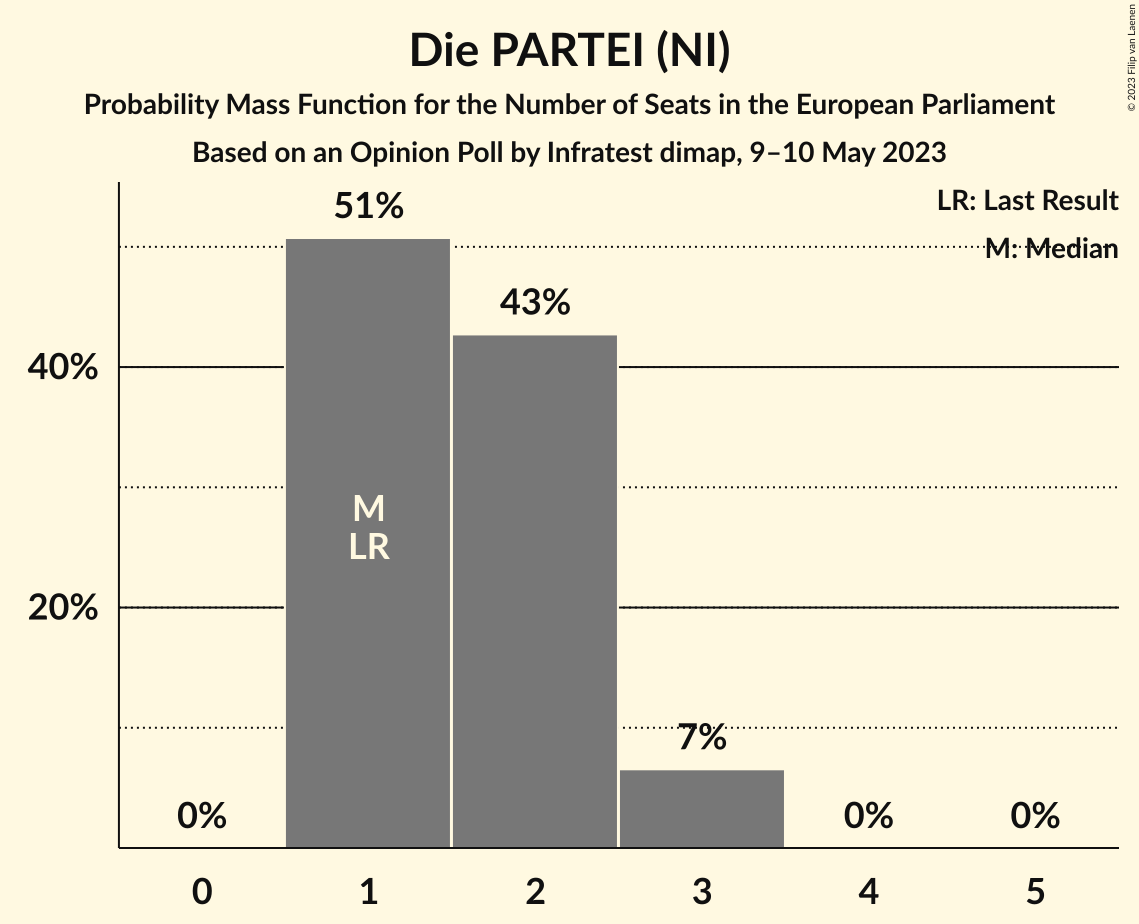 Die PARTEI (NI)
Probability Mass Function for the Number of Seats in the European Parliament
Based on an Opinion Poll by Infratest dimap, 9–10 May 2023
© 2023 Filip van Laenen
LR: Last Result
M: Median
51%
43%
40%
M
LR
20%
7%
0%
0%
0%
0
1
2
3
4
5